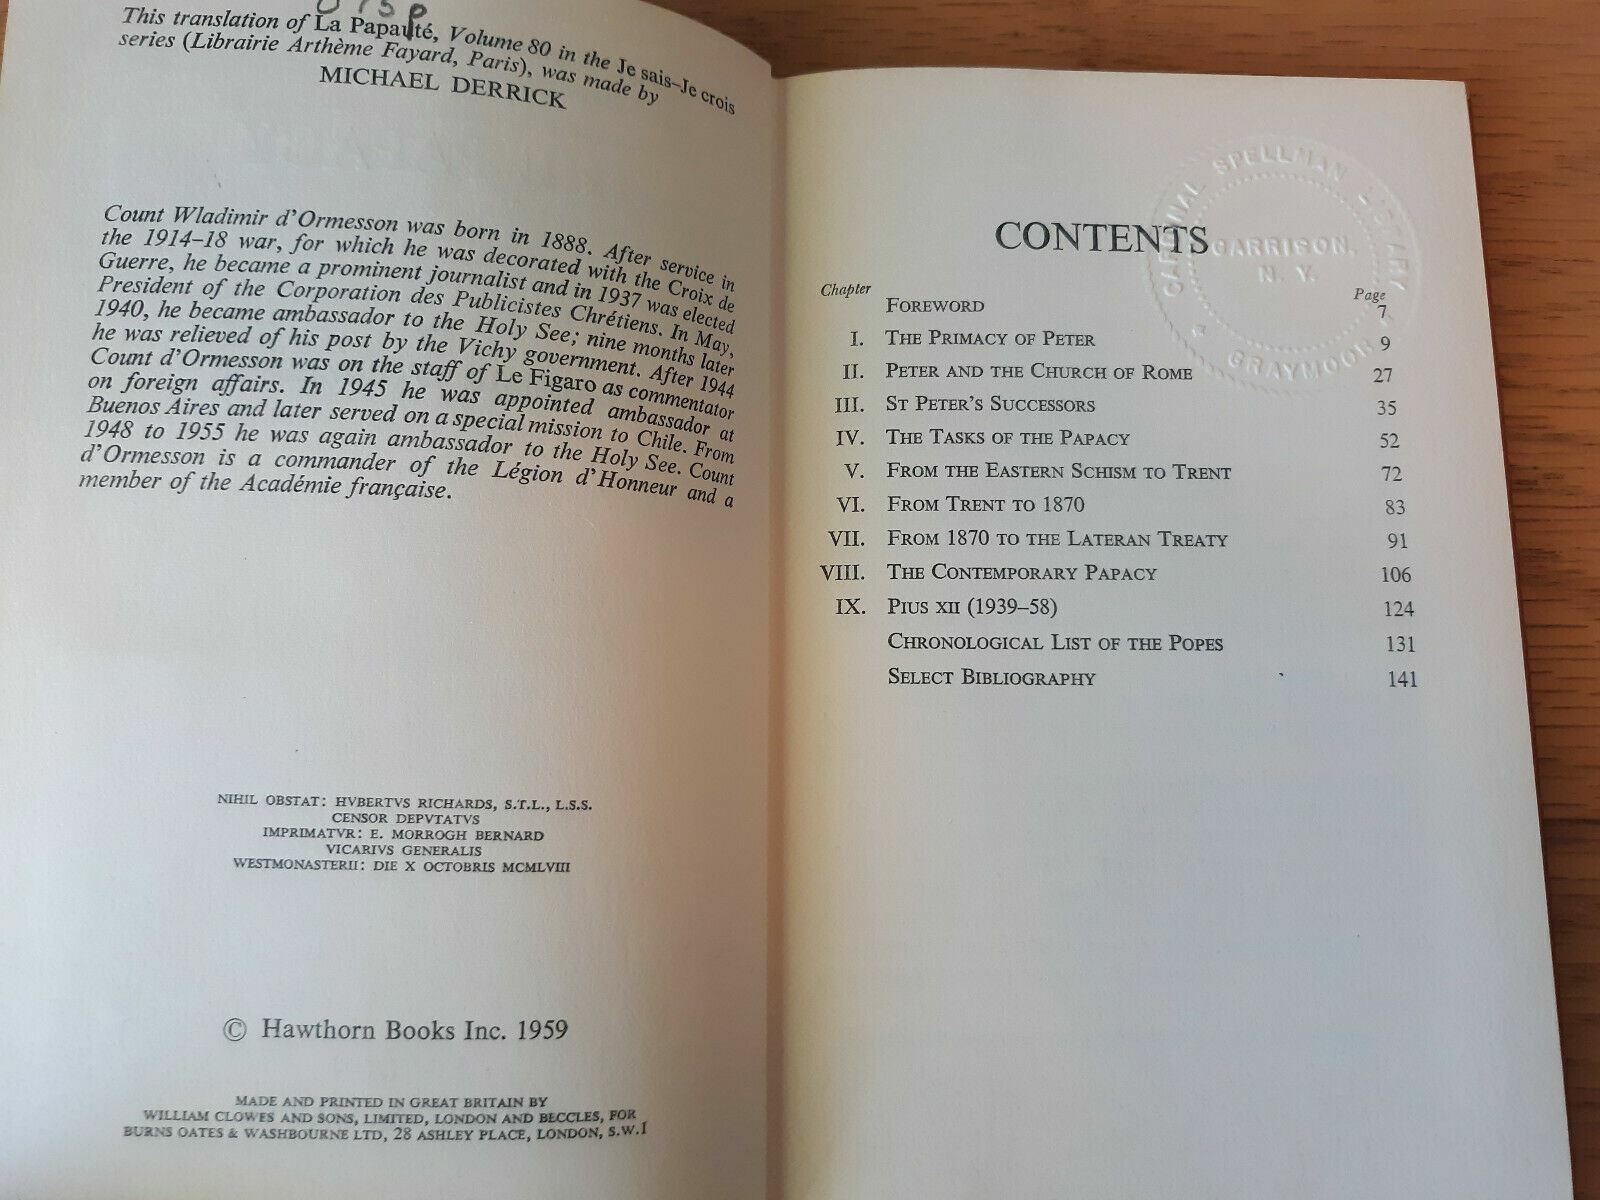 This translation of La Papauté, Volume 80 in the Je sais–Je crois
series (Librairie Arthème Fayard, Paris), was made by
MICHAEL DERRICK
Count Wladimir d'Ormesson was born in 1888. After service in
the 1914–18 war, for which he was decorated with the Croix de
Guerre, he became a prominent journalist and in 1937 was elected
President of the Corporation des Publicistes Chrétiens. In May,
1940, he became ambassador to the Holy See; nine months later
he was relieved of his post by the Vichy government. After 1944
Count d'Ormesson was on the staff of Le Figaro as commentator
on foreign affairs. In 1945 he was appointed ambassador at
Buenos Aires and later served on a special mission to Chile. From
1948 to 1955 he was again ambassador to the Holy See. Count
d'Ormesson is a commander of the Légion d'Honneur and a
member of the Académie française.
NIHIL OBSTAT: HVBERTVS RICHARDS, S.T.L., L.S.S.
CENSOR DEPVTATVS
IMPRIMATVR: E. MORROGH BERNARD
VICARIVS GENERALIS
WESTMONASTERII: DIE X OCTOBRIS MCMLVIII
© Hawthorn Books Inc. 1959
MADE AND PRINTED IN GREAT BRITAIN BY
WILLIAM CLOWES AND SONS, LIMITED, LONDON AND BECCLES, FOR
BURNS OATES & WASHBOURNE LTD, 28 ASHLEY PLACE, LONDON, S.W.1
CARDINAL SPELLMAN LIBRARY
GARRISON,
N. Y.
GRAYMOOR
CONTENTS
Chapter Page
FOREWORD 7
I. THE PRIMACY OF PETER 9
II. PETER AND THE CHURCH OF ROME 27
III. ST PETER'S SUCCESSORS 35
IV. THE TASKS OF THE PAPACY 52
V. FROM THE EASTERN SCHISM TO TRENT 72
VI. FROM TRENT TO 1870 83
VII. FROM 1870 TO THE LATERAN TREATY 91
VIII. THE CONTEMPORARY PAPACY 106
IX. PIUS XII (1939–58) 124
CHRONOLOGICAL LIST OF THE POPES 131
SELECT BIBLIOGRAPHY 141